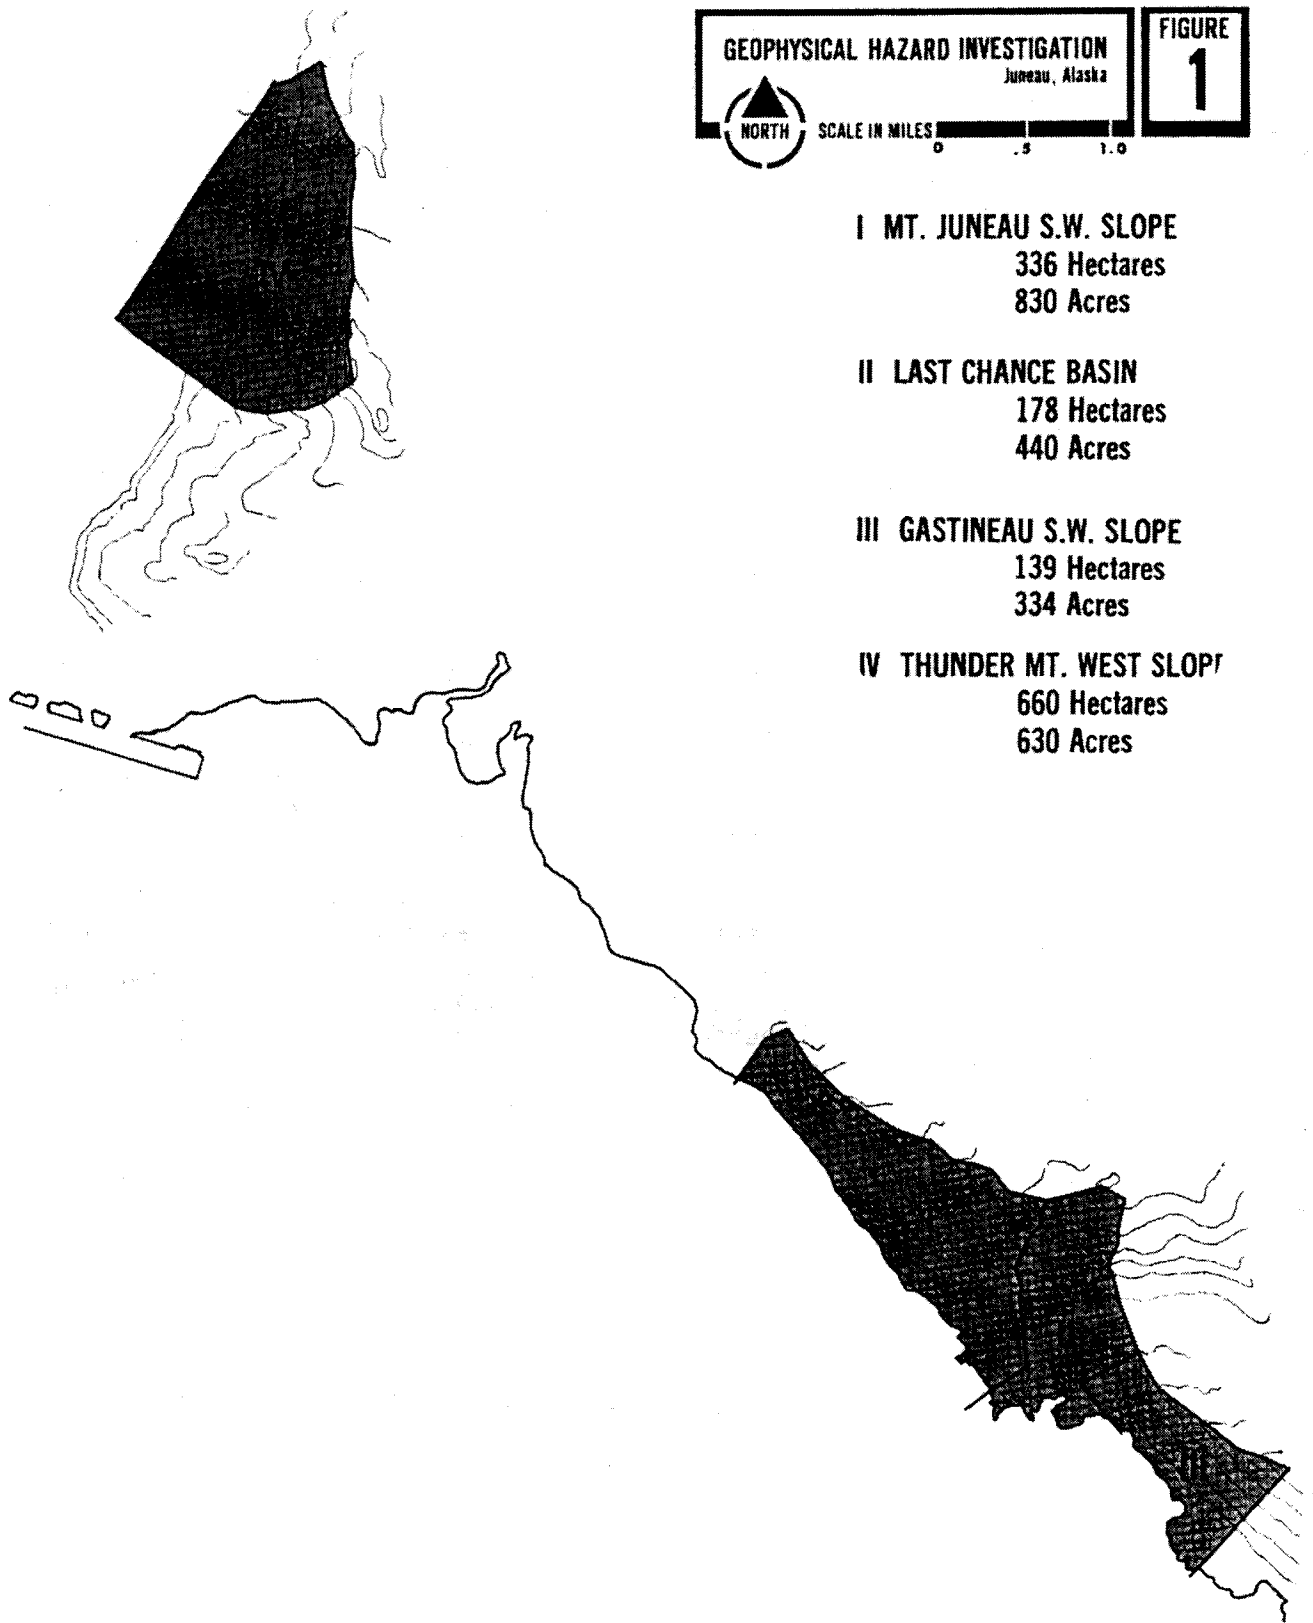 GEOPHYSICAL HAZARD INVESTIGATION
Juneau, Alaska
FIGURE
1
NORTH
SCALE IN MILES
0 .5 1.0
I MT. JUNEAU S.W. SLOPE
336 Hectares
830 Acres
II LAST CHANCE BASIN
178 Hectares
440 Acres
III GASTINEAU S.W. SLOPE
139 Hectares
334 Acres
IV THUNDER MT. WEST SLOPE
660 Hectares
630 Acres